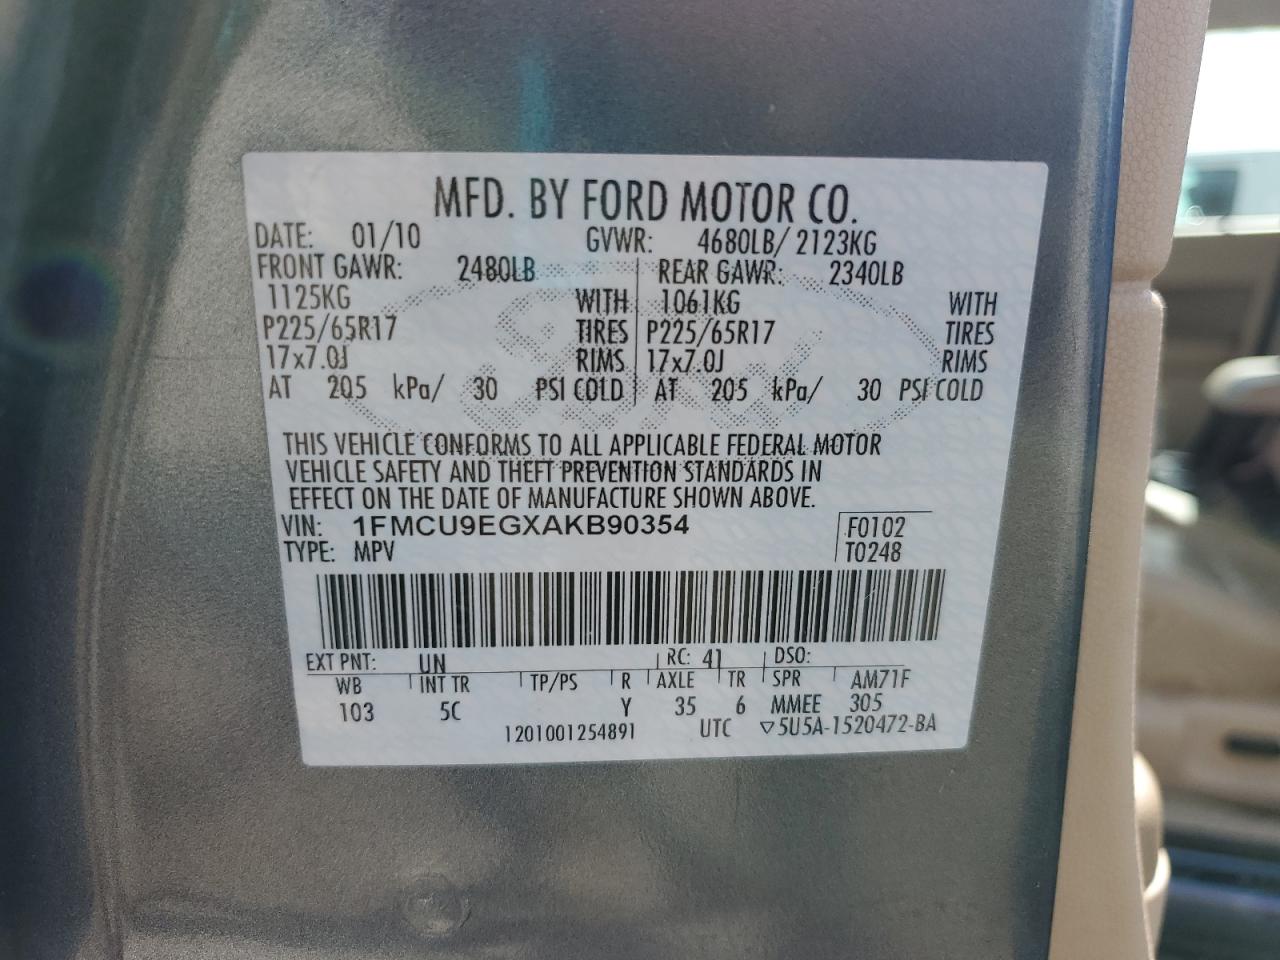 MFD. BY FORD MOTOR CO.
DATE: 01/10 GVWR: 4680LB/ 2123KG
FRONT GAWR: 2480LB REAR GAWR: 2340LB
1125KG WITH 1061KG WITH
P225/65R17 TIRES P225/65R17 TIRES
17x7.0J RIMS 17x7.0J RIMS
AT 205 kPa/ 30 PSI COLD AT 205 kPa/ 30 PSI COLD
THIS VEHICLE CONFORMS TO ALL APPLICABLE FEDERAL MOTOR
VEHICLE SAFETY AND THEFT PREVENTION STANDARDS IN
EFFECT ON THE DATE OF MANUFACTURE SHOWN ABOVE.
VIN: 1FMCU9EGXAKB90354 F0102
TYPE: MPV T0248
EXT PNT: UN RC: 41 DSO:
WB INT TR TP/PS R AXLE TR SPR AM71F
103 5C Y 35 6 MMEE 305
1201001254891 UTC ▽5U5A-1520472-BA